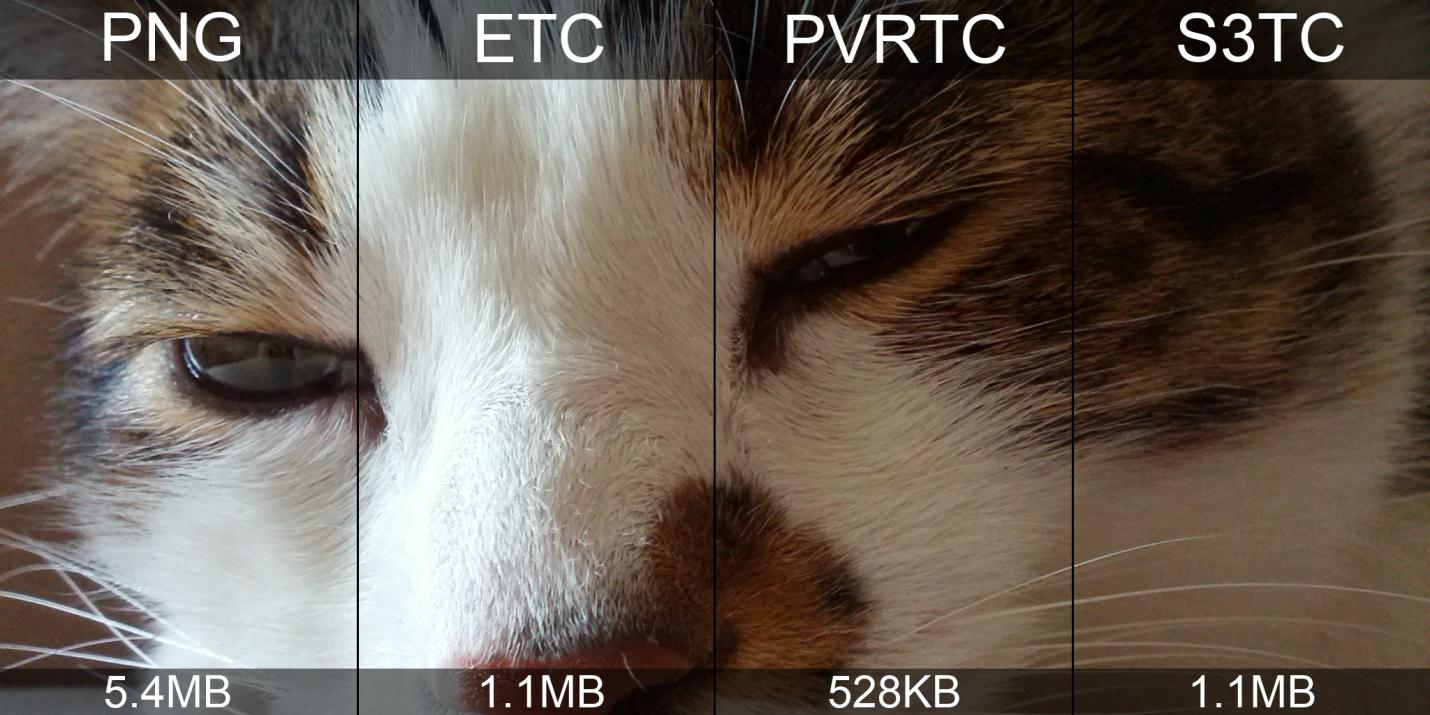 PNG ETC PVRTC S3TC
5.4MB 1.1MB 528KB 1.1MB